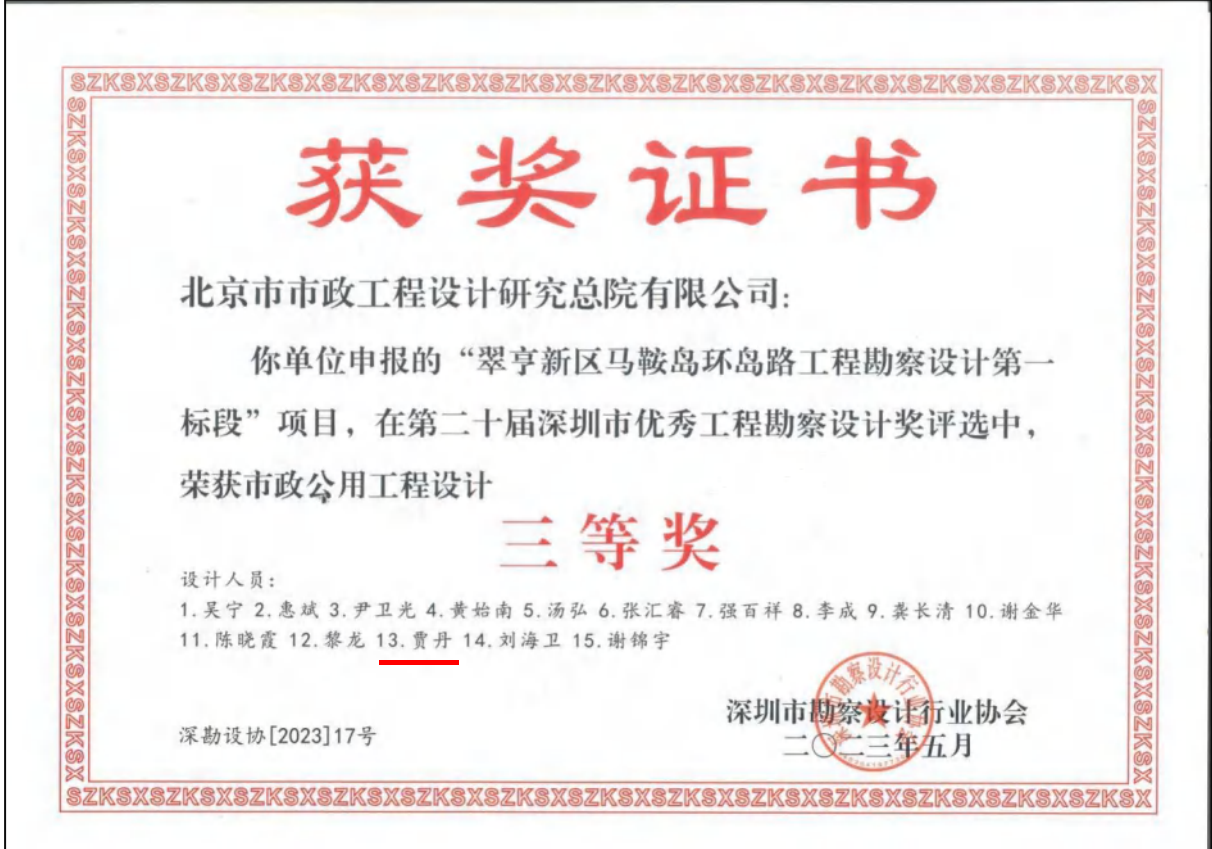 SZKSXSZKSXSZKSXSZKSXSZKSXSZKSXSZKSXSZKSXSZKSXSZKSXSZKSXSZKSXSZKSX
获奖证书
北京市市政工程设计研究总院有限公司:
你单位申报的“翠亨新区马鞍岛环岛路工程勘察设计第一
标段”项目，在第二十届深圳市优秀工程勘察设计奖评选中，
荣获市政公用工程设计
三等奖
设计人员:
1.吴宁 2.惠斌 3.尹卫光 4.黄始南 5.汤弘 6.张汇睿 7.强百祥 8.李成 9.龚长清 10.谢金华
11.陈晓霞 12.黎龙 13.贾丹 14.刘海卫 15.谢锦宇
深圳市勘察设计行业协会
深勘设协[2023]17号
二〇二三年五月
SZKSXSZKSXSZKSXSZKSXSZKSXSZKSXSZKSXSZKSXSZKSXSZKSXSZKSXSZKSXSZKSX